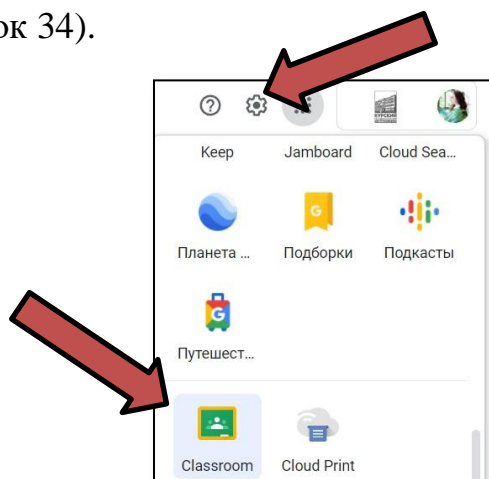 ок 34).
Keep Jamboard Cloud Sea...
Планета ... Подборки Подкасты
Путешест...
Classroom Cloud Print